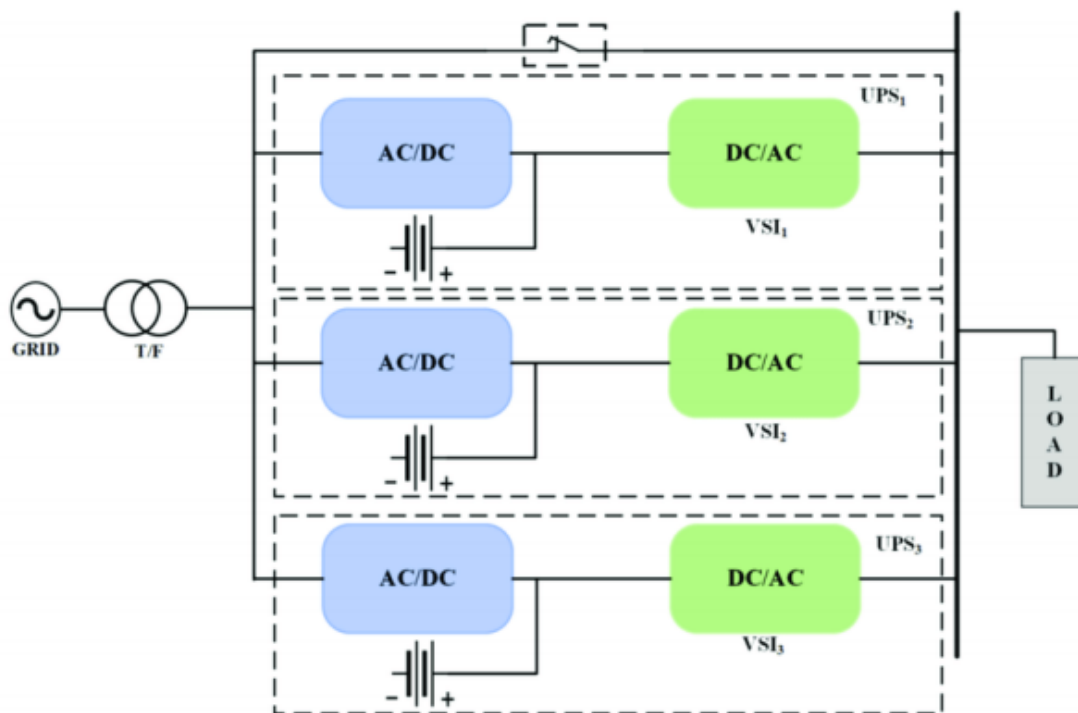 UPS₁
AC/DC
DC/AC
VSI₁
- +
GRID
T/F
UPS₂
AC/DC
DC/AC
VSI₂
- +
L
O
A
D
UPS₃
AC/DC
DC/AC
VSI₃
- +